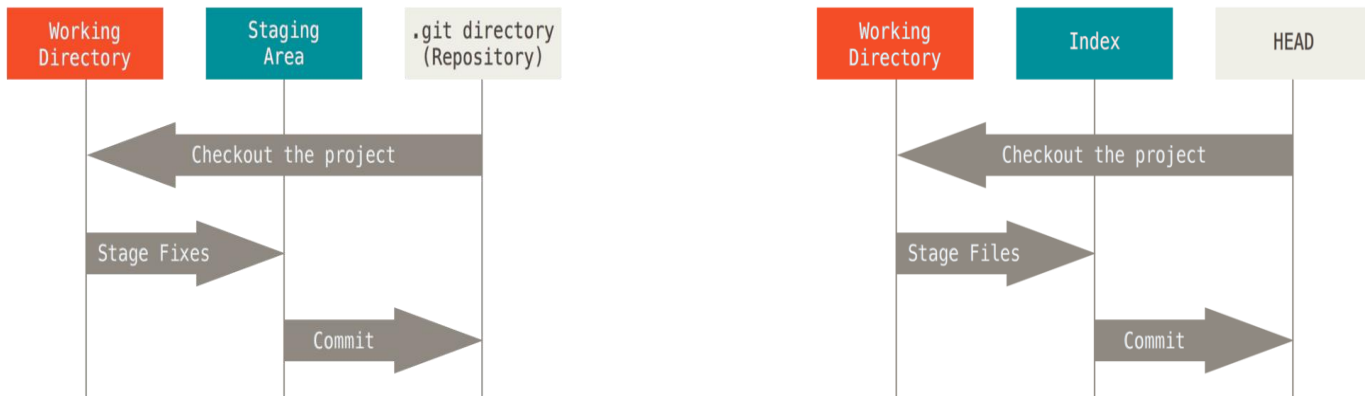 Working
Directory
Staging
Area
.git directory
(Repository)
Checkout the project
Stage Fixes
Commit
Working
Directory
Index
HEAD
Checkout the project
Stage Files
Commit